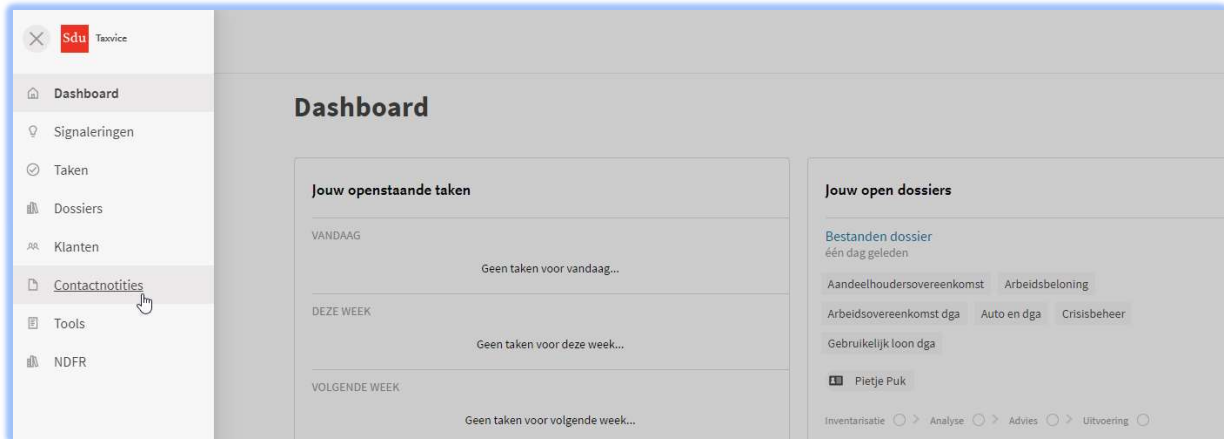 Sdu Taxvice
Dashboard
Signaleringen
Taken
Dossiers
Klanten
Contactnotities
Tools
NDFR
Dashboard
Jouw openstaande taken
VANDAAG
Geen taken voor vandaag...
DEZE WEEK
Geen taken voor deze week...
VOLGENDE WEEK
Geen taken voor volgende week...
Jouw open dossiers
Bestanden dossier
één dag geleden
Aandeelhoudersovereenkomst Arbeidsbeloning
Arbeidsovereenkomst dga Auto en dga Crisisbeheer
Gebruikelijk loon dga
Pietje Puk
Inventarisatie > Analyse > Advies > Uitvoering